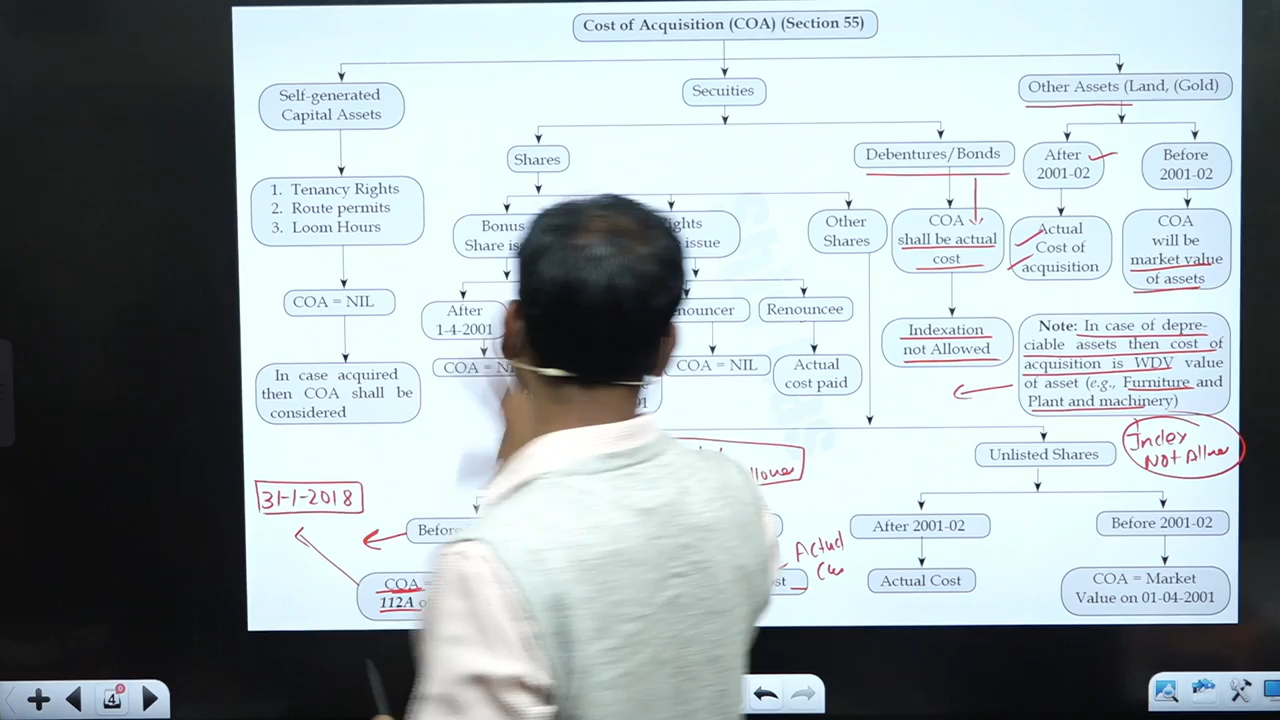 Cost of Acquisition (COA) (Section 55)
Self-generated
Capital Assets
Secuities
Other Assets (Land, (Gold)
Shares
Debentures/Bonds
After
2001-02
Before
2001-02
1. Tenancy Rights
2. Route permits
3. Loom Hours
Bonus
Share
issue
Other
Shares
COA
shall be actual
cost
Actual
Cost of
acquisition
COA
will be
market value
of assets
COA = NIL
After
1-4-2001
Renouncee
Indexation
not Allowed
Note: In case of depre-
ciable assets then cost of
acquisition is WDV value
of asset (e.g., Furniture and
Plant and machinery)
In case acquired
then COA shall be
considered
COA =
COA = NIL
Actual
cost paid
Index
Not
Unlisted Shares
31-1-2018
After 2001-02
Before 2001-02
Actual
COA =
112A
Actual Cost
COA = Market
Value on 01-04-2001
4